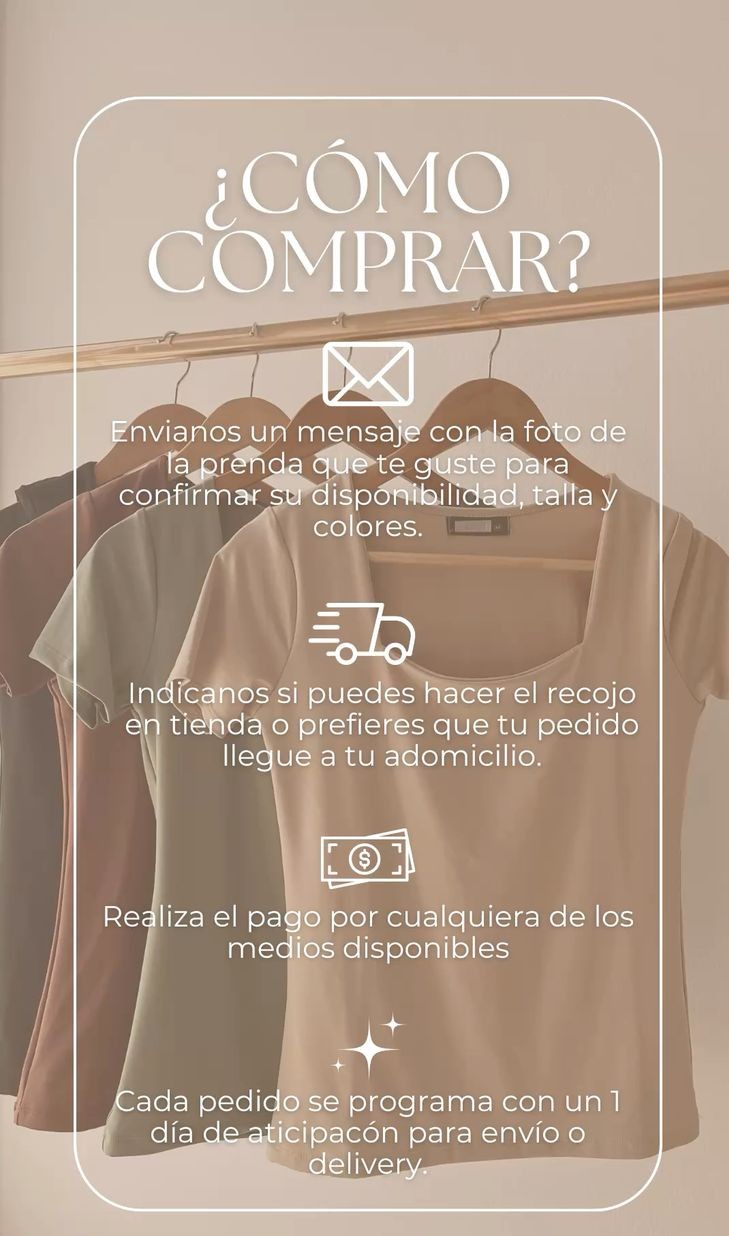 ¿CÓMO
COMPRAR?
Envianos un mensaje con la foto de
la prenda que te guste para
confirmar su disponibilidad, talla y
colores.
Indícanos si puedes hacer el recojo
en tienda o prefieres que tu pedido
llegue a tu adomicilio.
$
Realiza el pago por cualquiera de los
medios disponibles
Cada pedido se programa con un 1
día de aticipacón para envío o
delivery.